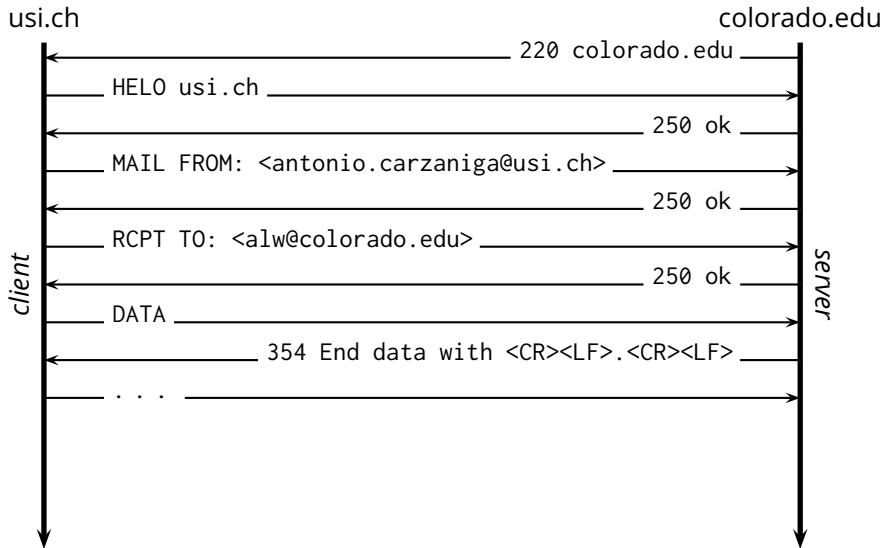 usi.ch
colorado.edu
220 colorado.edu
HELO usi.ch
250 ok
MAIL FROM: <antonio.carzaniga@usi.ch>
250 ok
RCPT TO: <alw@colorado.edu>
client
server
250 ok
DATA
354 End data with <CR><LF>.<CR><LF>
. . .